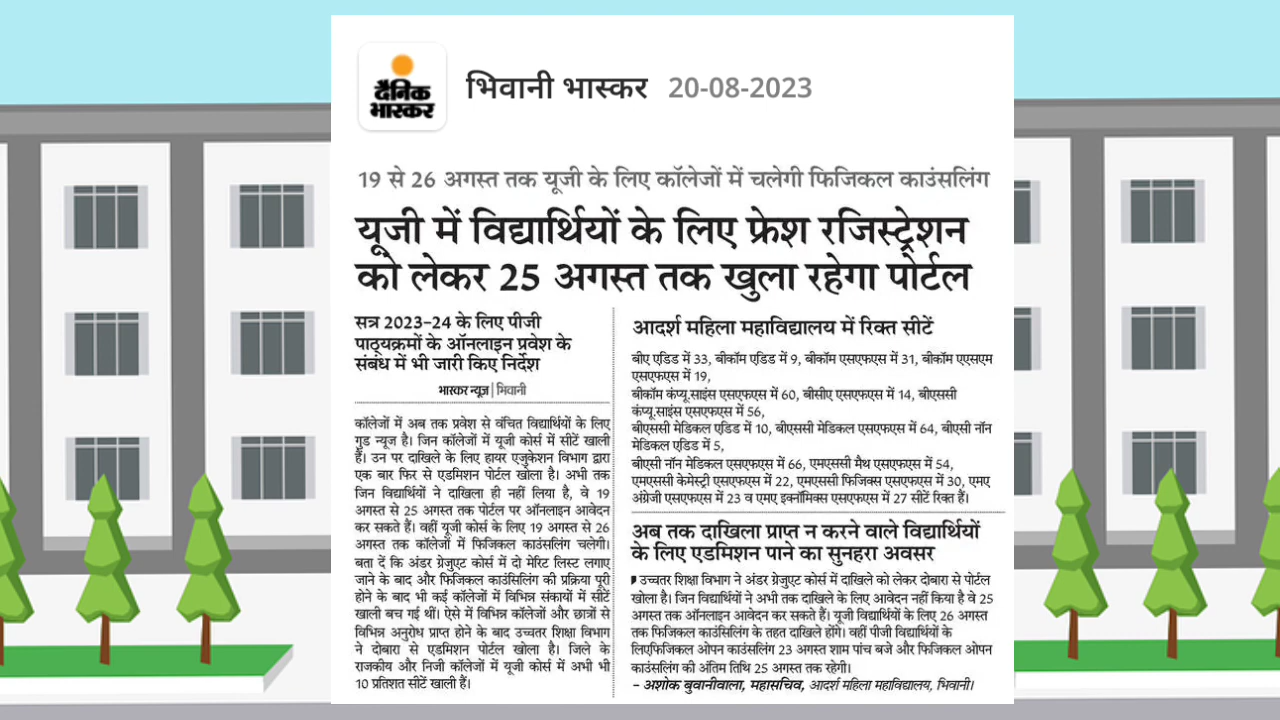 दैनिक
भास्कर
भिवानी भास्कर 20-08-2023
19 से 26 अगस्त तक यूजी के लिए कॉलेजों में चलेगी फिजिकल काउंसलिंग
यूजी में विद्यार्थियों के लिए फ्रेश रजिस्ट्रेशन
को लेकर 25 अगस्त तक खुला रहेगा पोर्टल
सत्र 2023-24 के लिए पीजी
पाठ्यक्रमों के ऑनलाइन प्रवेश के
संबंध में भी जारी किए निर्देश
भास्कर न्यूज | भिवानी
कॉलेजों में अब तक प्रवेश से वंचित विद्यार्थियों के लिए
गुड न्यूज है। जिन कॉलेजों में यूजी कोर्स में सीटें खाली
हैं। उन पर दाखिले के लिए हायर एजुकेशन विभाग द्वारा
एक बार फिर से एडमिशन पोर्टल खोला है। अभी तक
जिन विद्यार्थियों ने दाखिला ही नहीं लिया है, वे 19
अगस्त से 25 अगस्त तक पोर्टल पर ऑनलाइन आवेदन
कर सकते हैं। वहीं यूजी कोर्स के लिए 19 अगस्त से 26
अगस्त तक कॉलेजों में फिजिकल काउंसलिंग चलेगी।
बता दें कि अंडर ग्रेजुएट कोर्स में दो मेरिट लिस्ट लगाए
जाने के बाद और फिजिकल काउंसिलिंग की प्रक्रिया पूरी
होने के बाद भी कई कॉलेजों में विभिन्न संकायों में सीटें
खाली बच गई थीं। ऐसे में विभिन्न कॉलेजों और छात्रों से
विभिन्न अनुरोध प्राप्त होने के बाद उच्चतर शिक्षा विभाग
ने दोबारा से एडमिशन पोर्टल खोला है। जिले के
राजकीय और निजी कॉलेजों में यूजी कोर्स में अभी भी
10 प्रतिशत सीटें खाली हैं।
आदर्श महिला महाविद्यालय में रिक्त सीटें
बीए एडिड में 33, बीकॉम एडिड में 9, बीकॉम एसएफएस में 31, बीकॉम एएसएम
एसएफएस में 19,
बीकॉम कंप्यू.साइंस एसएफएस में 60, बीसीए एसएफएस में 14, बीएससी
कंप्यू.साइंस एसएफएस में 56,
बीएससी मेडिकल एडिड में 10, बीएससी मेडिकल एसएफएस में 64, बीएसी नॉन
मेडिकल एडिड में 5,
बीएसी नॉन मेडिकल एसएफएस में 66, एमएससी मैथ एसएफएस में 54,
एमएससी केमेस्ट्री एसएफएस में 22, एमएससी फिजिक्स एसएफएस में 30, एमए
अंग्रेजी एसएफएस में 23 व एमए इक्नॉमिक्स एसएफएस में 27 सीटें रिक्त हैं।
अब तक दाखिला प्राप्त न करने वाले विद्यार्थियों
के लिए एडमिशन पाने का सुनहरा अवसर
उच्चतर शिक्षा विभाग ने अंडर ग्रेजुएट कोर्स में दाखिले को लेकर दोबारा से पोर्टल
खोला है। जिन विद्यार्थियों ने अभी तक दाखिले के लिए आवेदन नहीं किया है वे 25
अगस्त तक ऑनलाइन आवेदन कर सकते हैं। यूजी विद्यार्थियों के लिए 26 अगस्त
तक फिजिकल काउंसिलिंग के तहत दाखिले होंगे। वहीं पीजी विद्यार्थियों के
लिएफिजिकल ओपन काउंसलिंग 23 अगस्त शाम पांच बजे और फिजिकल ओपन
काउंसलिंग की अंतिम तिथि 25 अगस्त तक रहेगी।
- अशोक बुवानीवाला, महासचिव, आदर्श महिला महाविद्यालय, भिवानी।